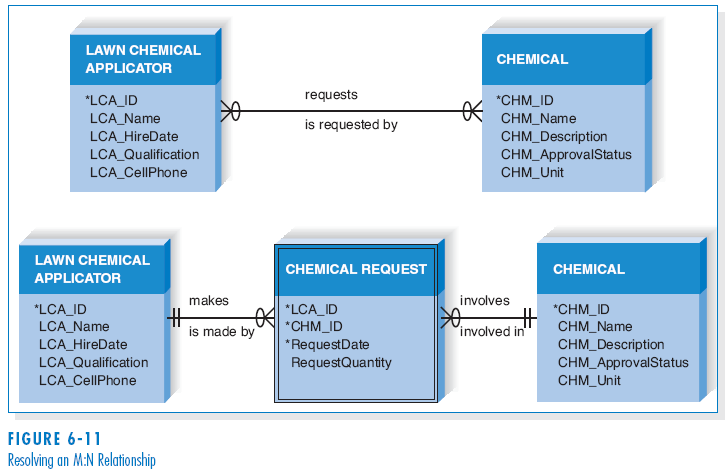 LAWN CHEMICAL
APPLICATOR
*LCA_ID
LCA_Name
LCA_HireDate
LCA_Qualification
LCA_CellPhone
requests
is requested by
CHEMICAL
*CHM_ID
CHM_Name
CHM_Description
CHM_ApprovalStatus
CHM_Unit
LAWN CHEMICAL
APPLICATOR
*LCA_ID
LCA_Name
LCA_HireDate
LCA_Qualification
LCA_CellPhone
makes
is made by
CHEMICAL REQUEST
*LCA_ID
*CHM_ID
*RequestDate
RequestQuantity
involves
involved in
CHEMICAL
*CHM_ID
CHM_Name
CHM_Description
CHM_ApprovalStatus
CHM_Unit
FIGURE 6-11
Resolving an M:N Relationship